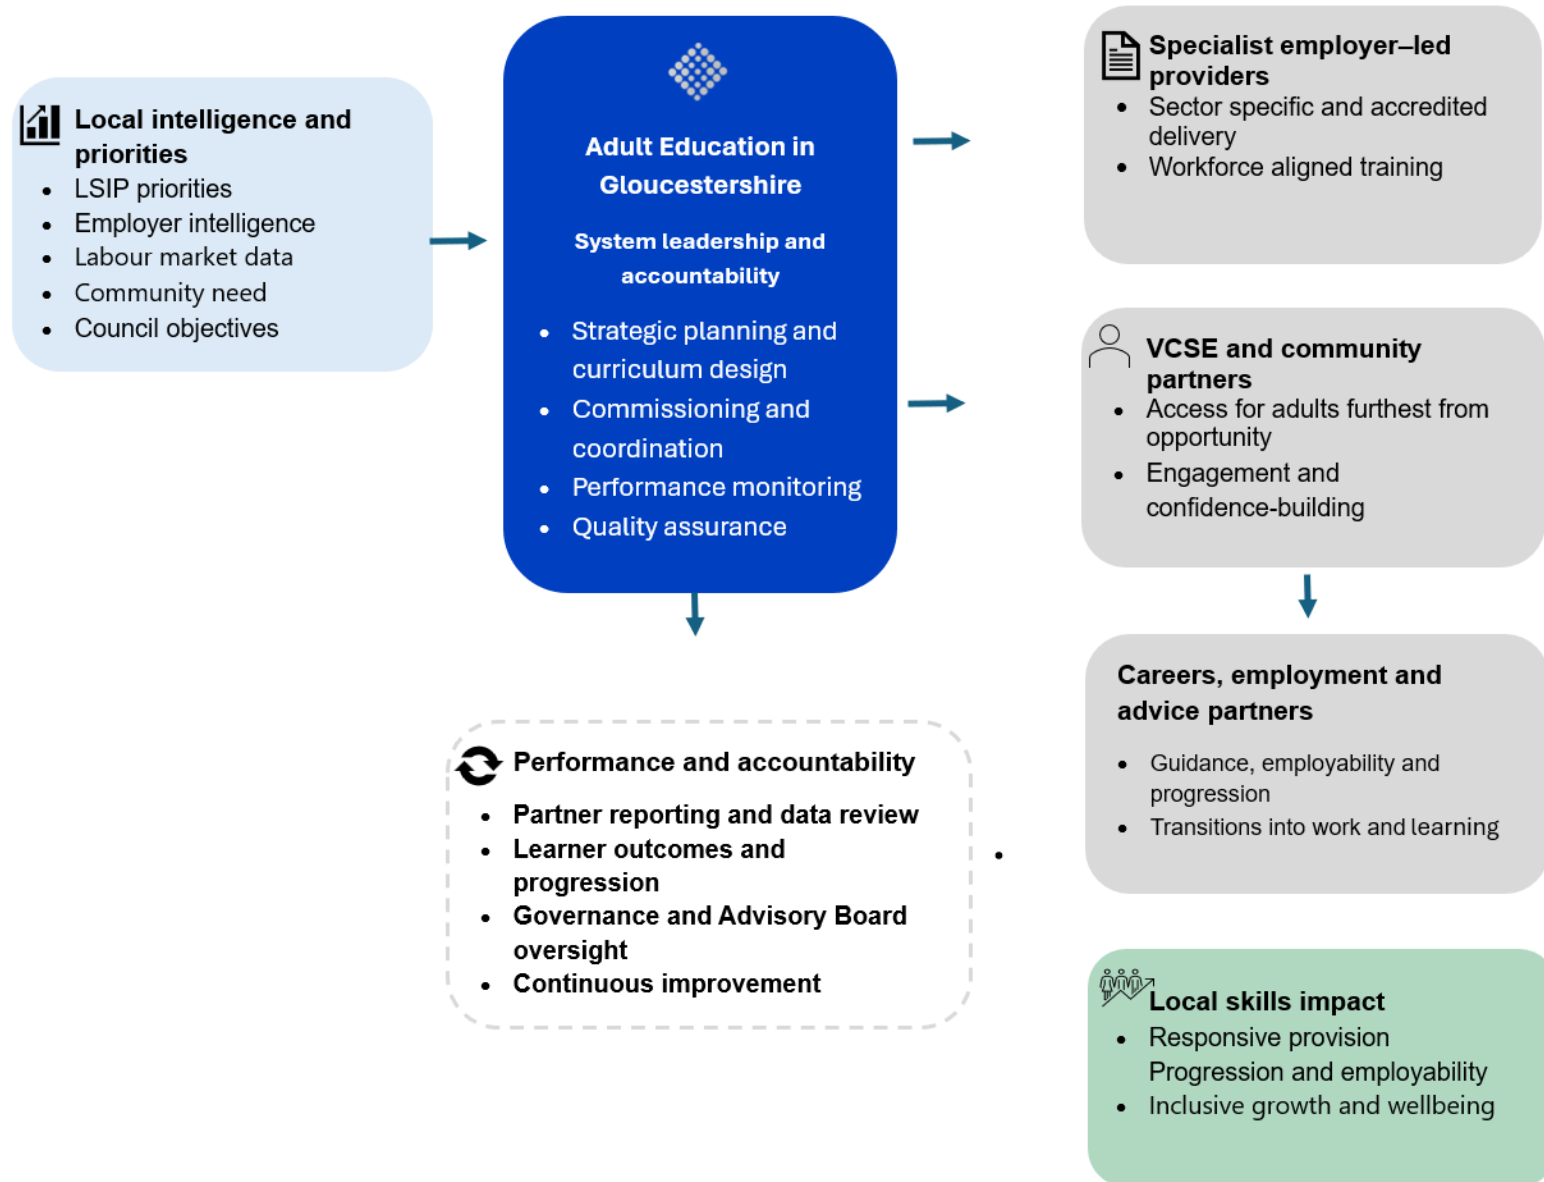 Local intelligence and
priorities
• LSIP priorities
• Employer intelligence
• Labour market data
• Community need
• Council objectives
Adult Education in
Gloucestershire
System leadership and
accountability
• Strategic planning and
curriculum design
• Commissioning and
coordination
• Performance monitoring
• Quality assurance
Specialist employer–led
providers
• Sector specific and accredited
delivery
• Workforce aligned training
VCSE and community
partners
• Access for adults furthest from
opportunity
• Engagement and
confidence-building
Careers, employment and
advice partners
• Guidance, employability and
progression
• Transitions into work and learning
Performance and accountability
• Partner reporting and data review
• Learner outcomes and
progression
• Governance and Advisory Board
oversight
• Continuous improvement
•
Local skills impact
• Responsive provision
Progression and employability
• Inclusive growth and wellbeing